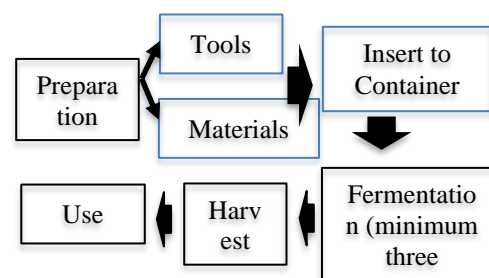 Tools
Insert to
Container
Prepara
tion
Materials
Use
Harv
est
Fermentatio
n (minimum
three